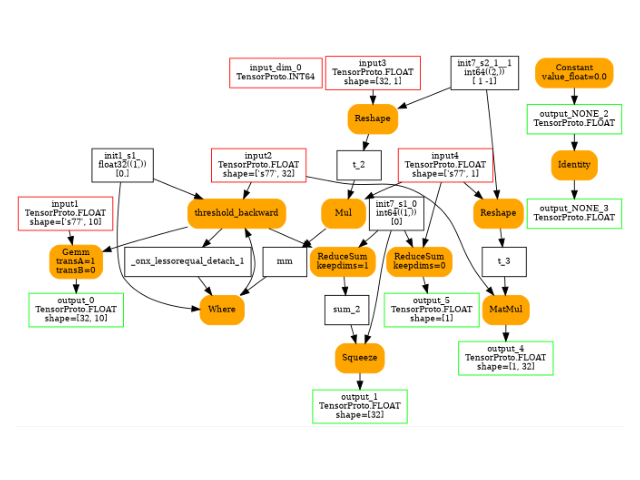 input_dim_0
TensorProto.INT64
input3
TensorProto.FLOAT
shape=[32, 1]
init7_s2_1__1
int64((2,))
[ 1 -1]
Constant
value_float=0.0
Reshape
output_NONE_2
TensorProto.FLOAT
init1_s1_
float32((1,))
[0.]
input2
TensorProto.FLOAT
shape=['s77', 32]
t_2
input4
TensorProto.FLOAT
shape=['s77', 1]
Identity
input1
TensorProto.FLOAT
shape=['s77', 10]
threshold_backward
Mul
init7_s1_0
int64((1,))
[0]
Reshape
output_NONE_3
TensorProto.FLOAT
Gemm
transA=1
transB=0
_onx_lessorequal_detach_1
mm
ReduceSum
keepdims=1
ReduceSum
keepdims=0
t_3
output_0
TensorProto.FLOAT
shape=[32, 10]
Where
sum_2
output_5
TensorProto.FLOAT
shape=[1]
MatMul
Squeeze
output_4
TensorProto.FLOAT
shape=[1, 32]
output_1
TensorProto.FLOAT
shape=[32]